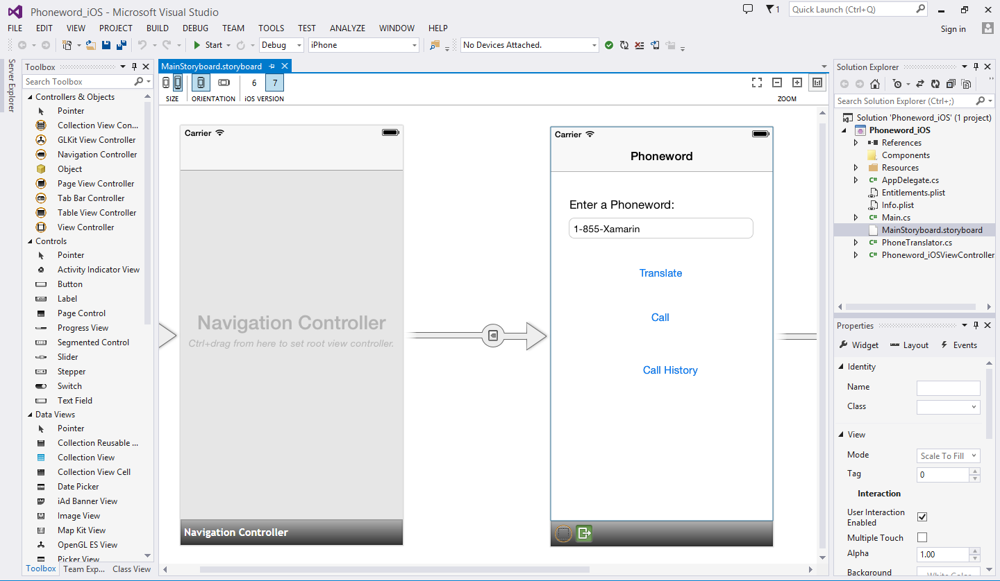 Phoneword_iOS - Microsoft Visual Studio
1
Quick Launch (Ctrl+Q)
FILE EDIT VIEW PROJECT BUILD DEBUG TEAM TOOLS TEST ANALYZE WINDOW HELP
Sign in
Start
Debug
iPhone
No Devices Attached.
Server Explorer
Toolbox
Search Toolbox
Controllers & Objects
Pointer
Collection View Con...
GLKit View Controller
Navigation Controller
Object
Page View Controller
Tab Bar Controller
Table View Controller
View Controller
Controls
Pointer
Activity Indicator View
Button
Label
Page Control
Progress View
Segmented Control
Slider
Stepper
Switch
Text Field
Data Views
Pointer
Collection Reusable ...
Collection View
Collection View Cell
Date Picker
iAd Banner View
Image View
Map Kit View
OpenGL ES View
Picker View
Toolbox Team Exp... Class View
MainStoryboard.storyboard
6 7
SIZE ORIENTATION iOS VERSION
ZOOM
Carrier
Navigation Controller
Ctrl+drag from here to set root view controller.
Navigation Controller
Carrier
Phoneword
Enter a Phoneword:
1-855-Xamarin
Translate
Call
Call History
Solution Explorer
Search Solution Explorer (Ctrl+;)
Solution 'Phoneword_iOS' (1 project)
Phoneword_iOS
References
Components
Resources
C# AppDelegate.cs
Entitlements.plist
Info.plist
C# Main.cs
MainStoryboard.storyboard
C# PhoneTranslator.cs
C# Phoneword_iOSViewController
Properties
Widget Layout Events
Identity
Name
Class
View
Mode Scale To Fill
Tag 0
Interaction
User Interaction
Enabled
Multiple Touch
Alpha 1.00
Background White Color